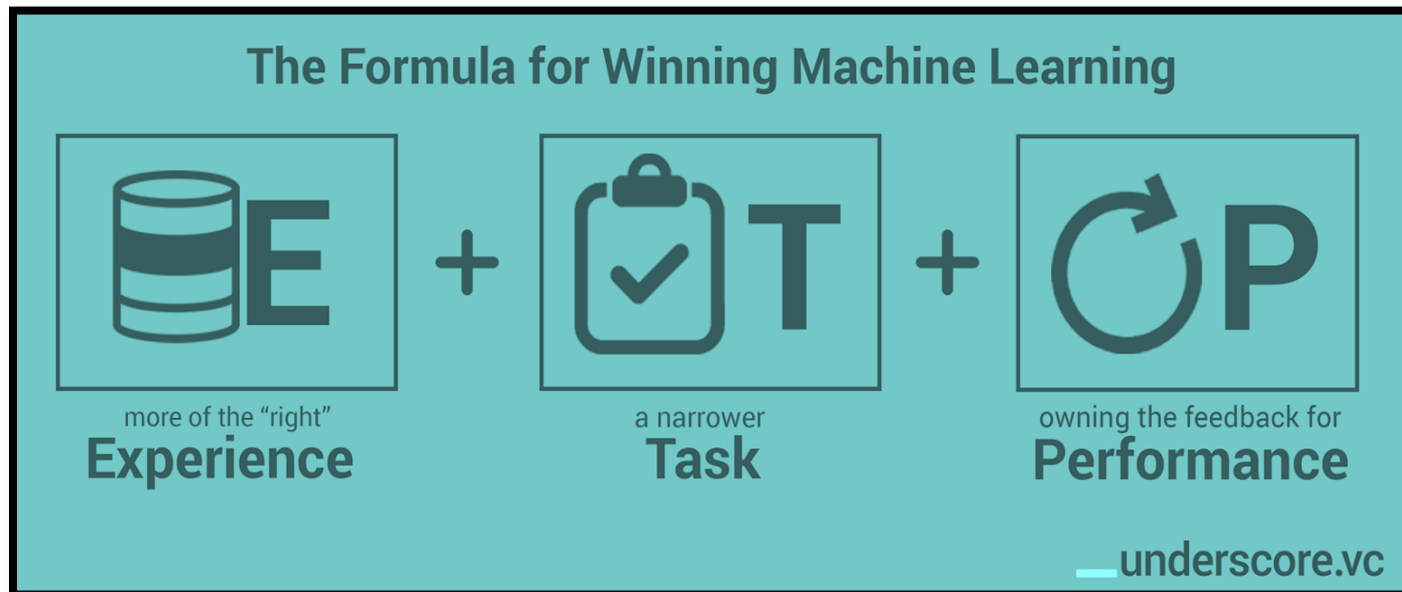 The Formula for Winning Machine Learning
E + T + P
more of the “right”
Experience
a narrower
Task
owning the feedback for
Performance
__underscore.vc